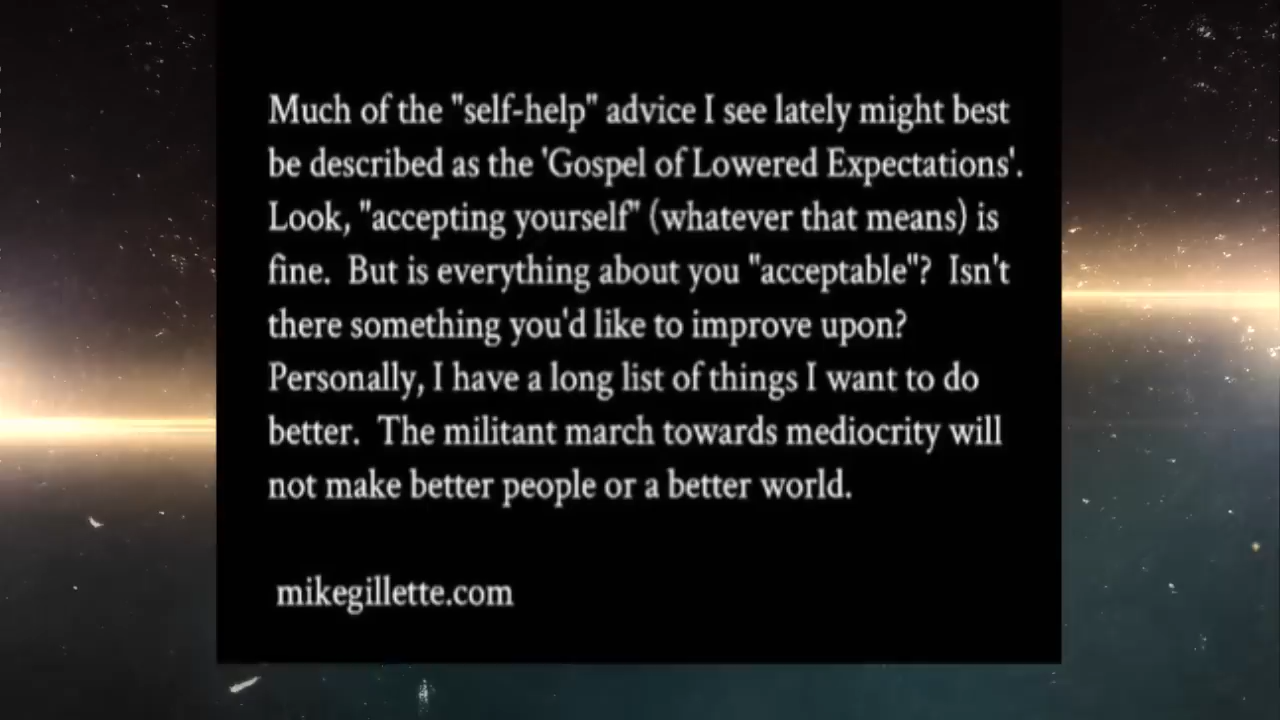 Much of the "self-help" advice I see lately might best
be described as the 'Gospel of Lowered Expectations'.
Look, "accepting yourself" (whatever that means) is
fine.  But is everything about you "acceptable"?  Isn't
there something you'd like to improve upon?
Personally, I have a long list of things I want to do
better.  The militant march towards mediocrity will
not make better people or a better world.
mikegillette.com